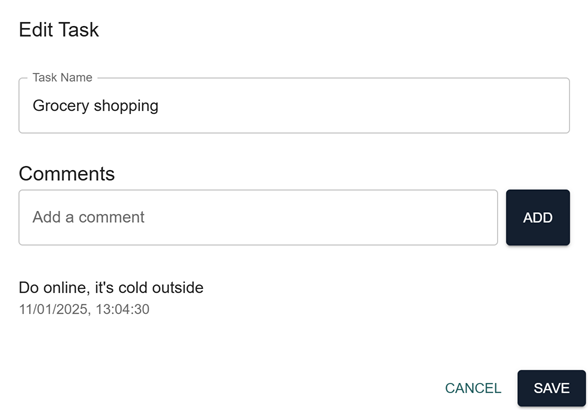 Edit Task
Task Name
Grocery shopping
Comments
Add a comment
ADD
Do online, it's cold outside
11/01/2025, 13:04:30
CANCEL
SAVE